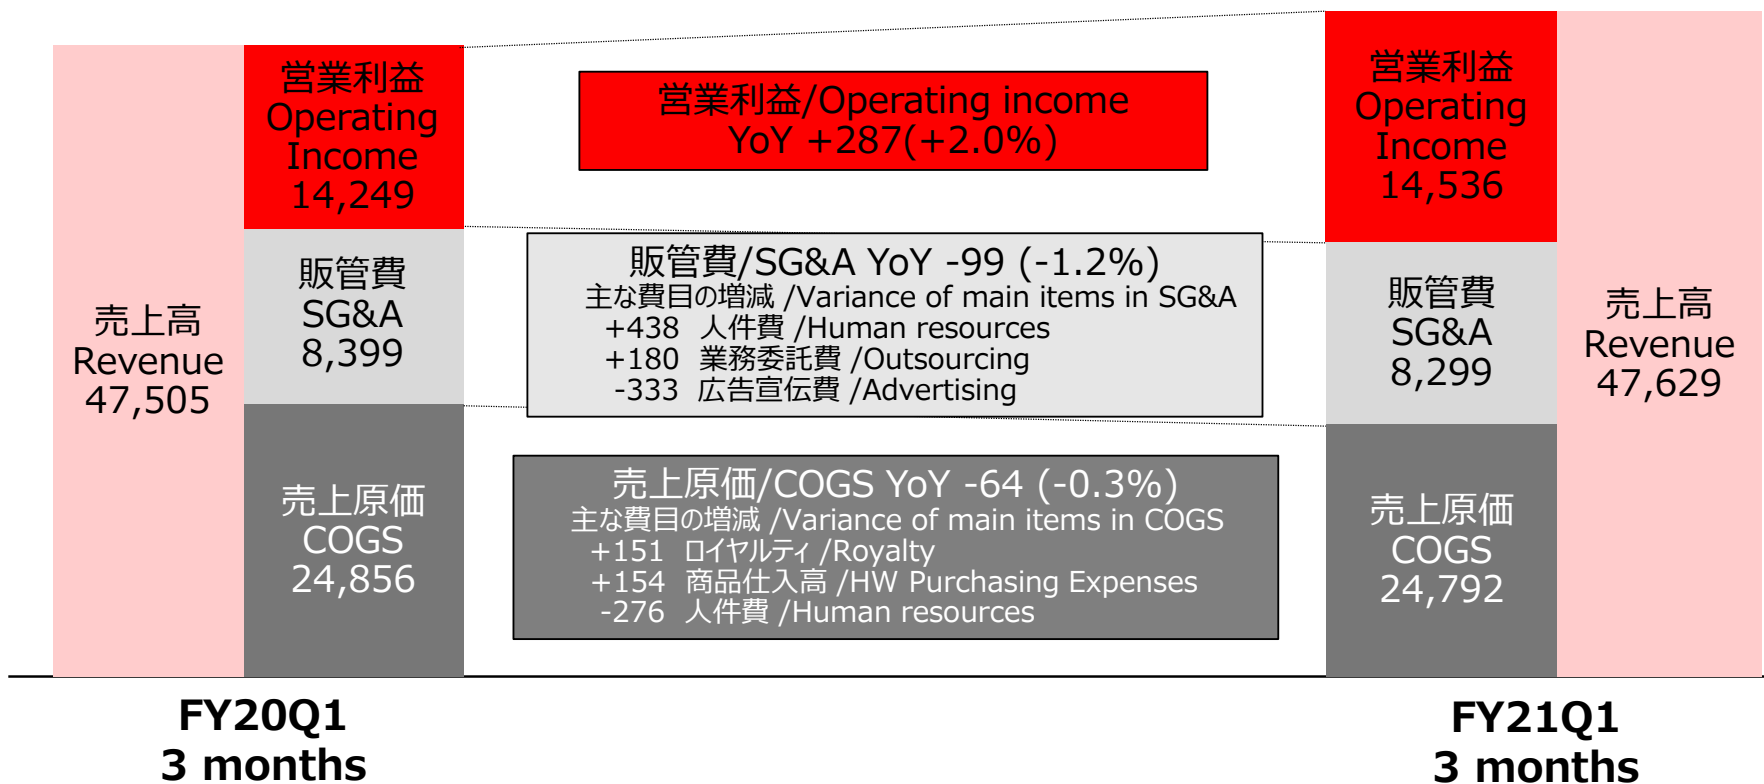 売上高
Revenue
47,505
営業利益
Operating
Income
14,249
販管費
SG&A
8,399
売上原価
COGS
24,856
営業利益/Operating income
YoY +287(+2.0%)
販管費/SG&A YoY -99 (-1.2%)
主な費目の増減 /Variance of main items in SG&A
+438 人件費 /Human resources
+180 業務委託費 /Outsourcing
-333 広告宣伝費 /Advertising
売上原価/COGS YoY -64 (-0.3%)
主な費目の増減 /Variance of main items in COGS
+151 ロイヤルティ /Royalty
+154 商品仕入高 /HW Purchasing Expenses
-276 人件費 /Human resources
営業利益
Operating
Income
14,536
販管費
SG&A
8,299
売上原価
COGS
24,792
売上高
Revenue
47,629
FY20Q1
3 months
FY21Q1
3 months